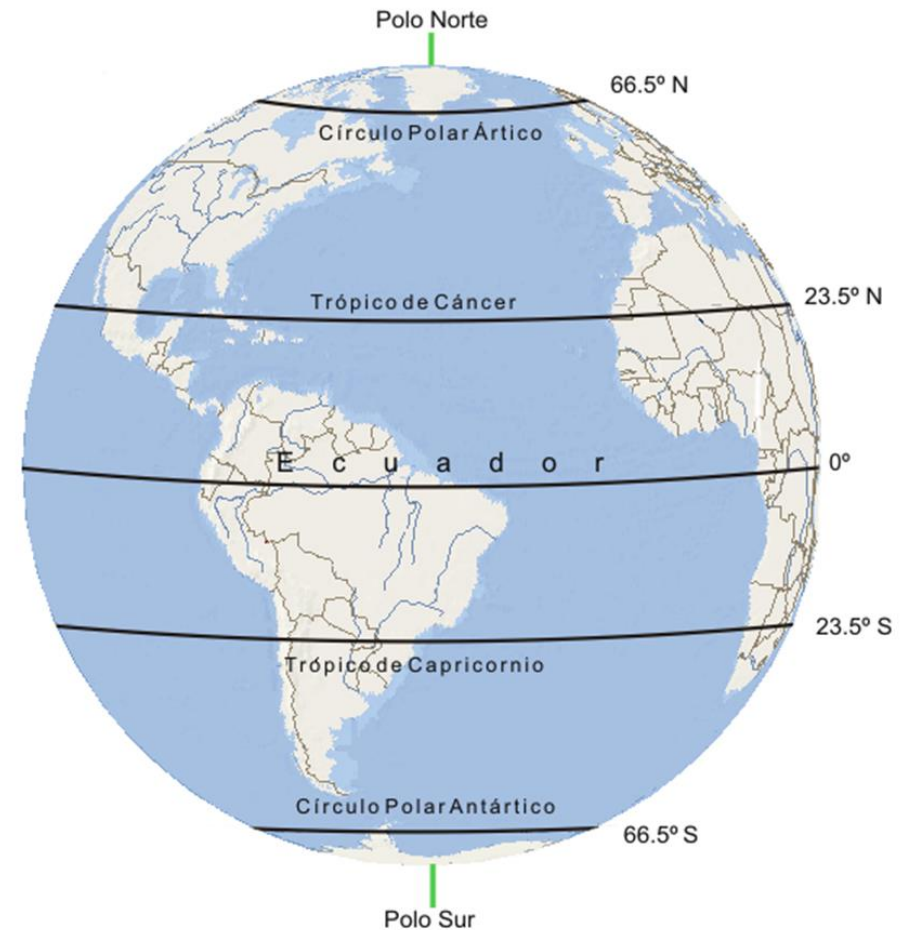 Polo Norte
66.5º N
Círculo Polar Ártico
Trópico de Cáncer
23.5º N
Ecuador
0º
23.5º S
Trópico de Capricornio
Círculo Polar Antártico
66.5º S
Polo Sur